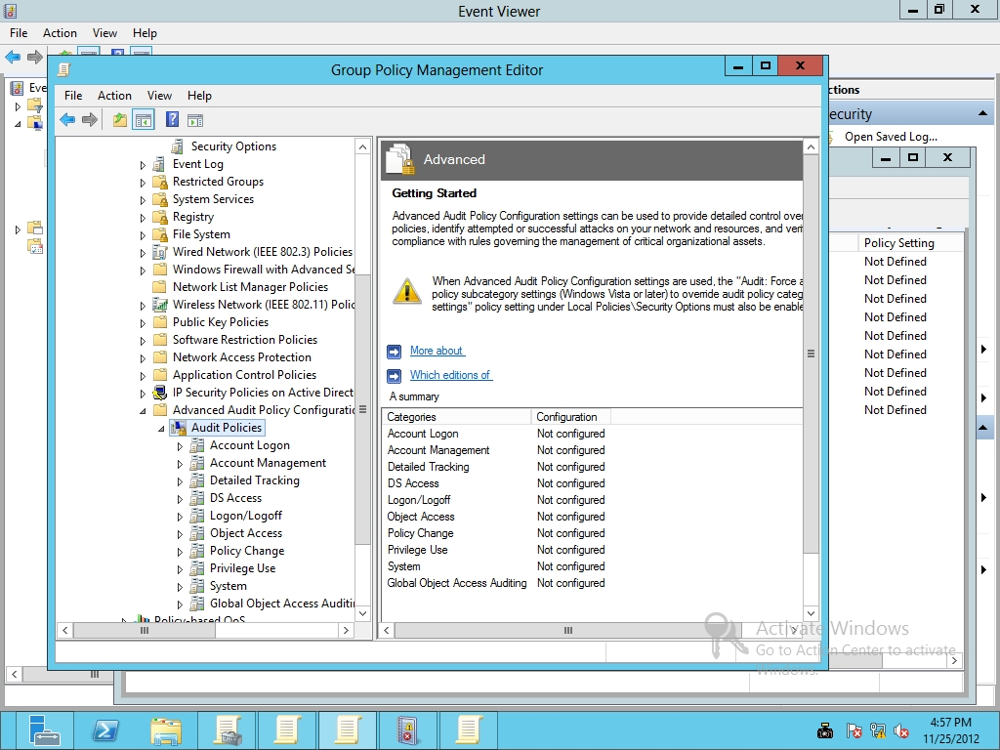 Event Viewer
File Action View Help
Eve
ctions
ecurity
Open Saved Log...
Policy Setting
Not Defined
Not Defined
Not Defined
Not Defined
Not Defined
Not Defined
Not Defined
Not Defined
Not Defined
Group Policy Management Editor
File Action View Help
Security Options
Event Log
Restricted Groups
System Services
Registry
File System
Wired Network (IEEE 802.3) Policies
Windows Firewall with Advanced Se
Network List Manager Policies
Wireless Network (IEEE 802.11) Polic
Public Key Policies
Software Restriction Policies
Network Access Protection
Application Control Policies
IP Security Policies on Active Direct
Advanced Audit Policy Configuratio
Audit Policies
Account Logon
Account Management
Detailed Tracking
DS Access
Logon/Logoff
Object Access
Policy Change
Privilege Use
System
Global Object Access Auditin
Policy-based QoS
Advanced
Getting Started
Advanced Audit Policy Configuration settings can be used to provide detailed control over
policies, identify attempted or successful attacks on your network and resources, and verif
compliance with rules governing the management of critical organizational assets.
When Advanced Audit Policy Configuration settings are used, the "Audit: Force a
policy subcategory settings (Windows Vista or later) to override audit policy categ
settings" policy setting under Local Policies\Security Options must also be enable
More about
Which editions of
A summary
Categories Configuration
Account Logon Not configured
Account Management Not configured
Detailed Tracking Not configured
DS Access Not configured
Logon/Logoff Not configured
Object Access Not configured
Policy Change Not configured
Privilege Use Not configured
System Not configured
Global Object Access Auditing Not configured
Activate Windows
Go to Action Center to activate
Windows.
4:57 PM
11/25/2012